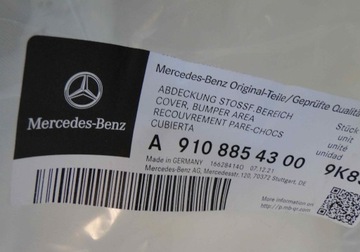 Mercedes-Benz
Mercedes-Benz Original-Teile/Geprüfte Qualität
ABDECKUNG STOSSF.BEREICH
COVER, BUMPER AREA
RECOUVREMENT PARE-CHOCS
CUBIERTA
Stück
unit
unité
unidad
A 910 885 43 00
9K83
Made in GERMANY 166284140 07.12.21
Mercedes-Benz AG, Mercedesstr.120, 70372 Stuttgart, DE
More information